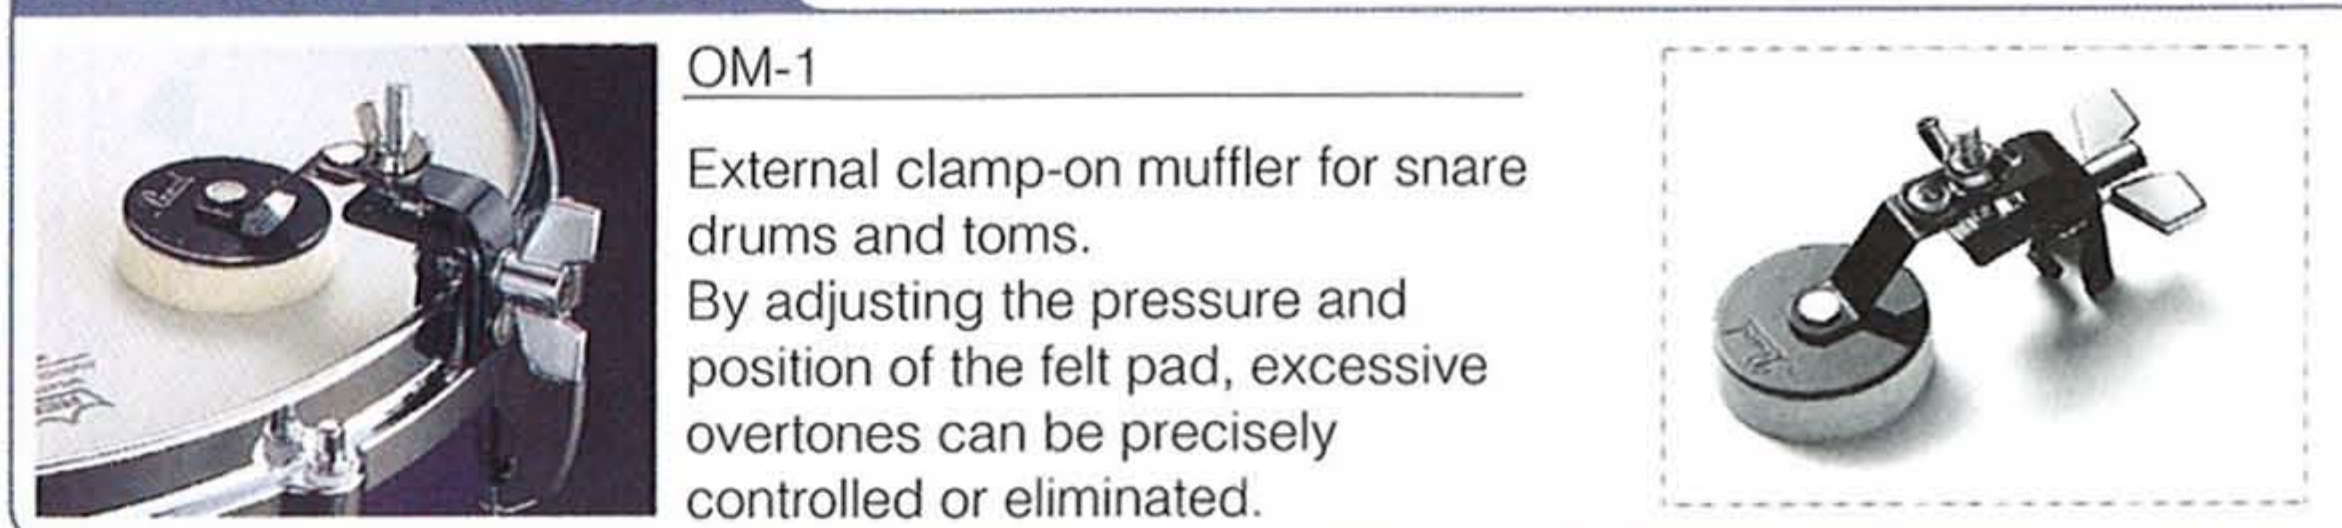 OM-1
External clamp-on muffler for snare
drums and toms.
By adjusting the pressure and
position of the felt pad, excessive
overtones can be precisely
controlled or eliminated.
Pearl